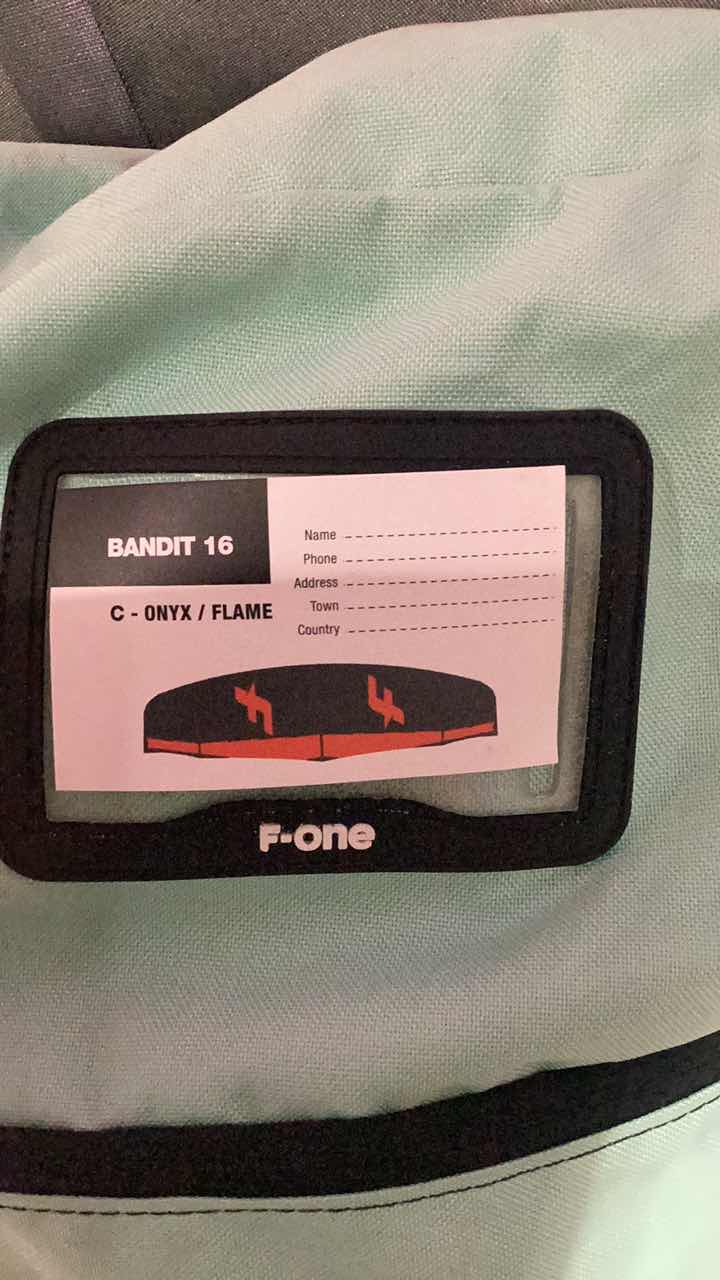 BANDIT 16
C - ONYX / FLAME
Name
Phone
Address
Town
Country
F-one